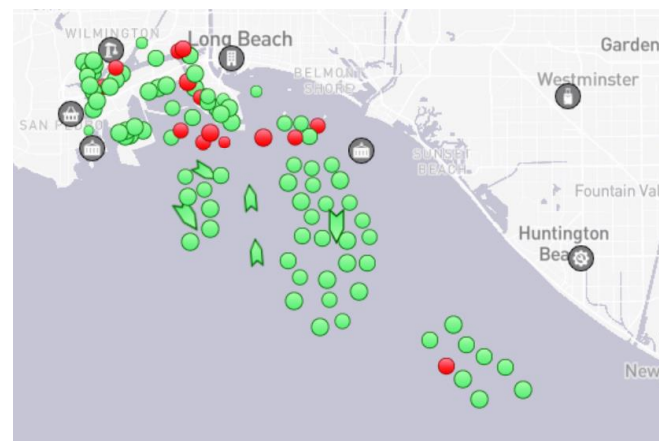 WILMINGTON
Long Beach
Garden
BELMONT
SHORE
Westminster
SAN PEDRO
SUNSET
BEACH
Fountain Val
Huntington
Bea
New